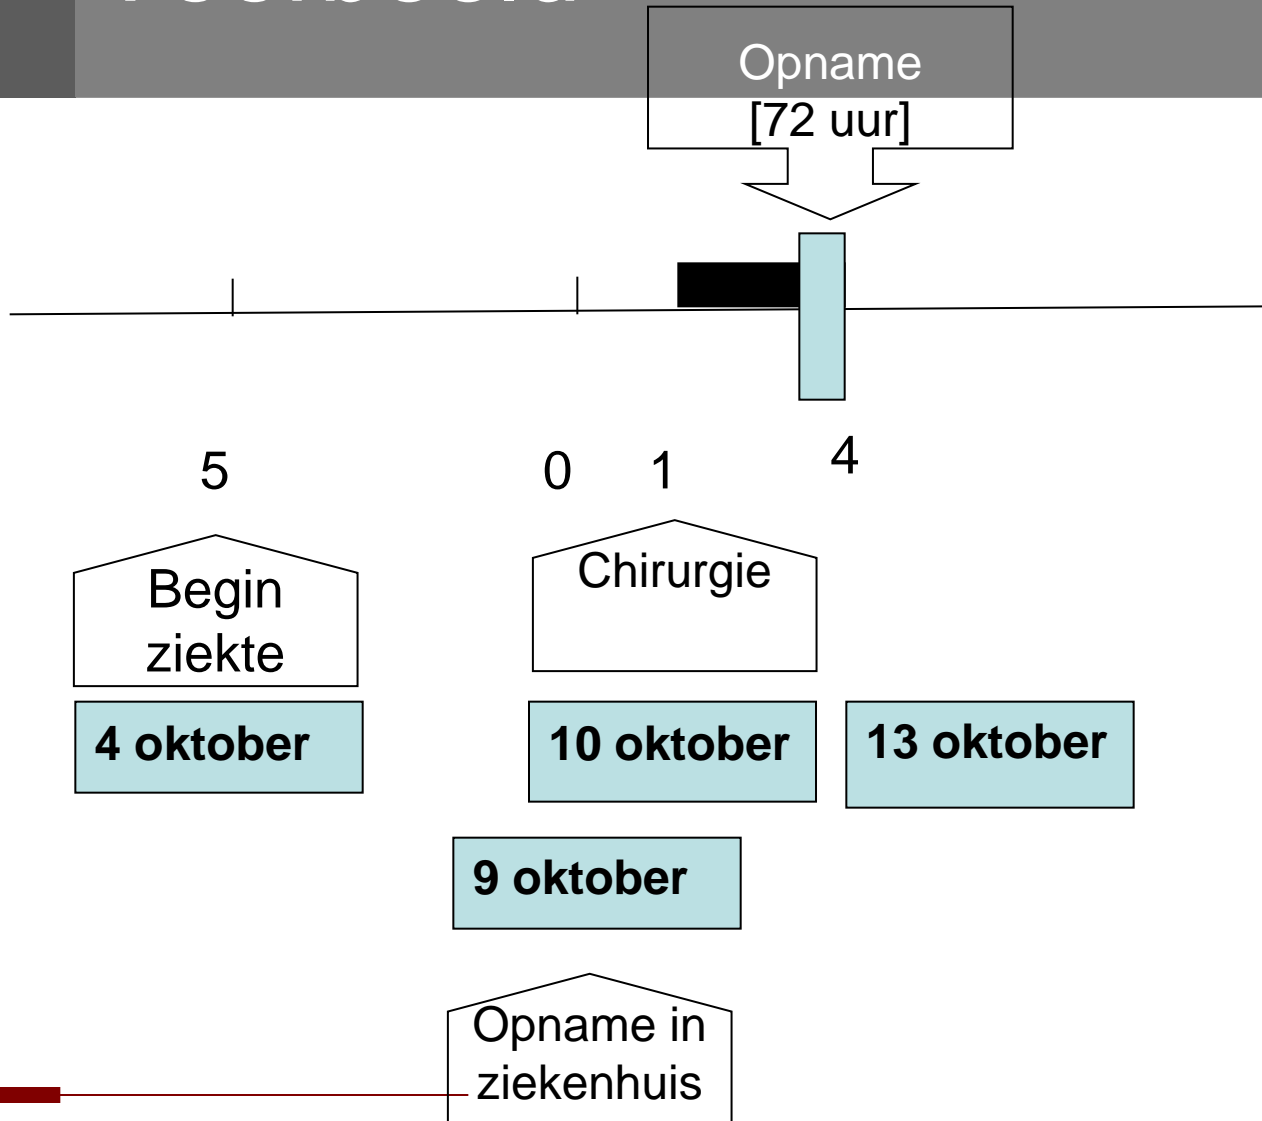 Opname
[72 uur]
5
0
1
4
Begin
ziekte
Chirurgie
4 oktober
10 oktober
13 oktober
9 oktober
Opname in
ziekenhuis